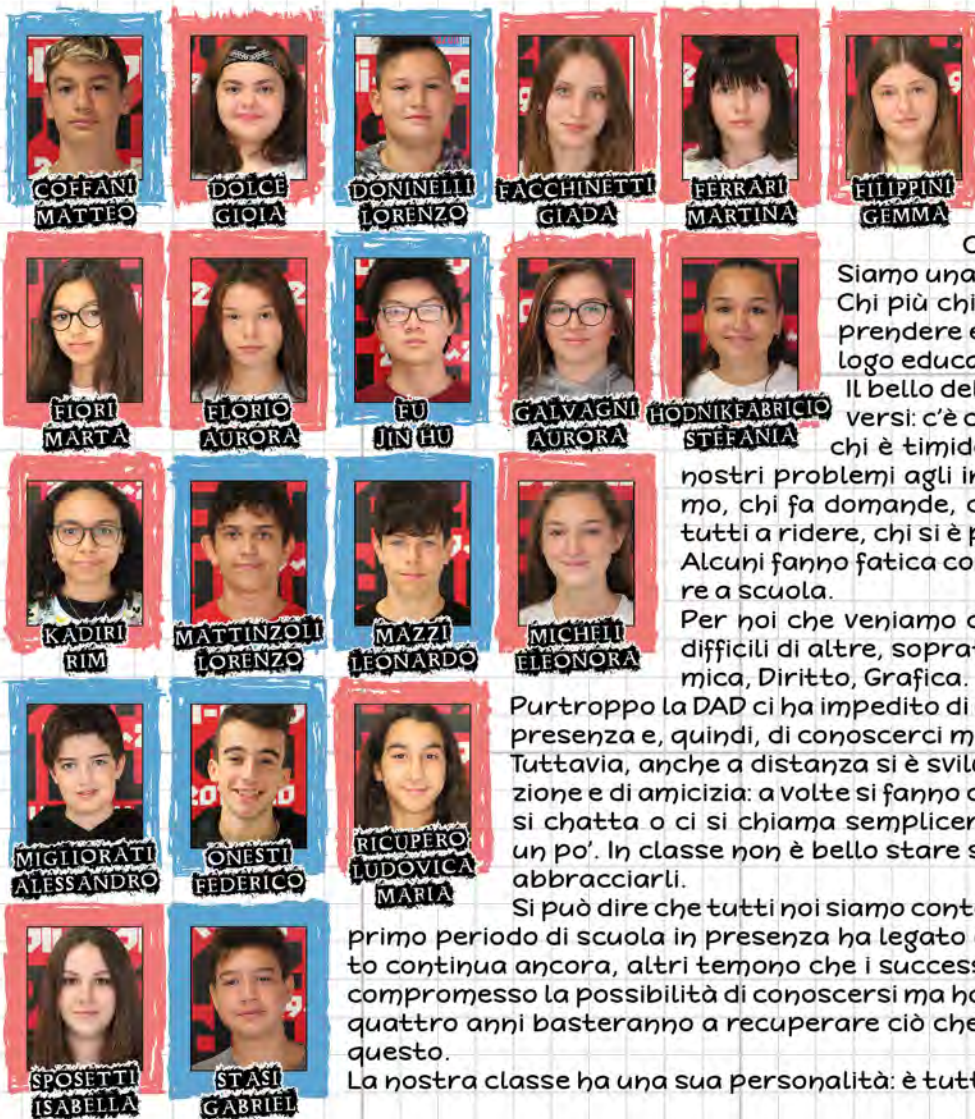 COFFANI
MATTEO
DOLCE
GIOIA
DONINELLI
LORENZO
FACCHINETTI
GIADA
FERRARI
MARTINA
FILIPPINI
GEMMA
FIORI
MARTA
FLORIO
AURORA
FU
JIN HU
GALVAGNI
AURORA
HODNIKFABRICIO
STEFANIA
KADIRI
RIM
MATTINZOLI
LORENZO
MAZZI
LEONARDO
MICHELI
ELEONORA
MIGLIORATI
ALESSANDRO
ONESTI
FEDERICO
RICUPERO
LUDOVICA
MARIA
SPOSETTI
ISABELLA
STASI
GABRIEL
Siamo una
Chi più chi
prendere
logo educ
Il bello de
versi: c'è
chi è timid
nostri problemi agli i
mo, chi fa domande,
tutti a ridere, chi si è
Alcuni fanno fatica co
re a scuola.
Per noi che veniamo
difficili di altre, sopra
mica, Diritto, Grafica.
Purtroppo la DAD ci ha impedito di
presenza e, quindi, di conoscerci m
Tuttavia, anche a distanza si è svil
zione e di amicizia: a volte si fanno
si chatta o ci si chiama semplice
un po'. In classe non è bello stare s
abbracciarli.
Si può dire che tutti noi siamo cont
primo periodo di scuola in presenza ha legato
to continua ancora, altri temono che i success
compromesso la possibilità di conoscersi ma h
quattro anni basteranno a recuperare ciò che
questo.
La nostra classe ha una sua personalità: è tutt